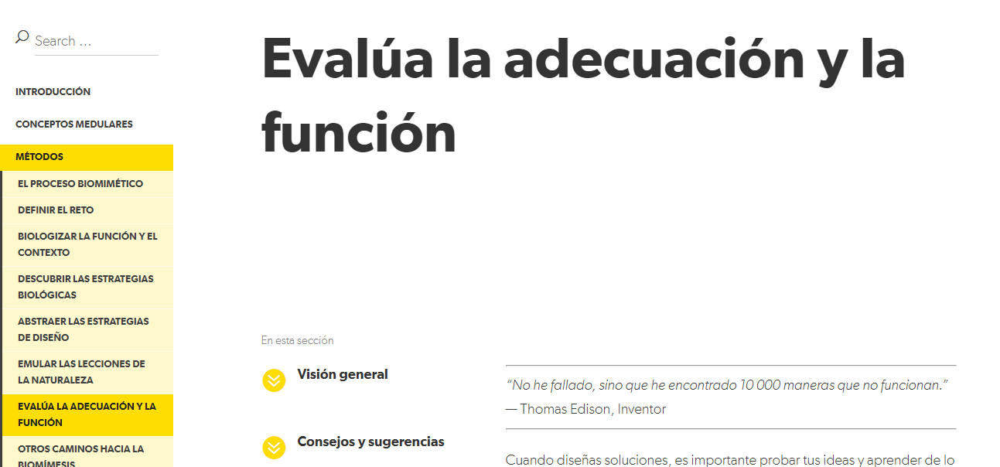 Search ...
INTRODUCCIÓN
CONCEPTOS MEDULARES
MÉTODOS
EL PROCESO BIOMIMÉTICO
DEFINIR EL RETO
BIOLOGIZAR LA FUNCIÓN Y EL
CONTEXTO
DESCUBRIR LAS ESTRATEGIAS
BIOLÓGICAS
ABSTRAER LAS ESTRATEGIAS
DE DISEÑO
EMULAR LAS LECCIONES DE
LA NATURALEZA
EVALÚA LA ADECUACIÓN Y LA
FUNCIÓN
OTROS CAMINOS HACIA LA
BIOMÍMESIS
Evalúa la adecuación y la
función
En esta sección
Visión general
Consejos y sugerencias
“No he fallado, sino que he encontrado 10 000 maneras que no funcionan.”
— Thomas Edison, Inventor
Cuando diseñas soluciones, es importante probar tus ideas y aprender de lo